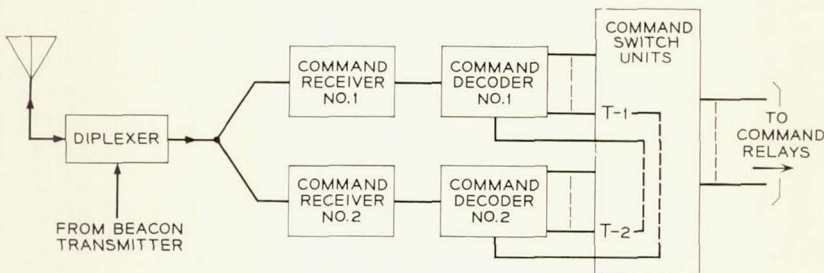 COMMAND
SWITCH
UNITS
COMMAND
RECEIVER
NO.1
COMMAND
DECODER
NO.1
T-1
DIPLEXER
TO
COMMAND
RELAYS
COMMAND
RECEIVER
NO.2
COMMAND
DECODER
NO.2
T-2
FROM BEACON
TRANSMITTER